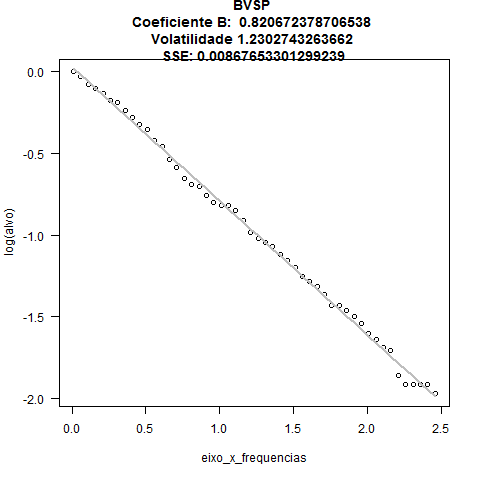 BVSP
Coeficiente B:  0.820672378706538
Volatilidade 1.2302743263662
SSE: 0.00867653301299239
log(alvo)
0.0
-0.5
-1.0
-1.5
-2.0
0.0 0.5 1.0 1.5 2.0 2.5
eixo_x_frequencias